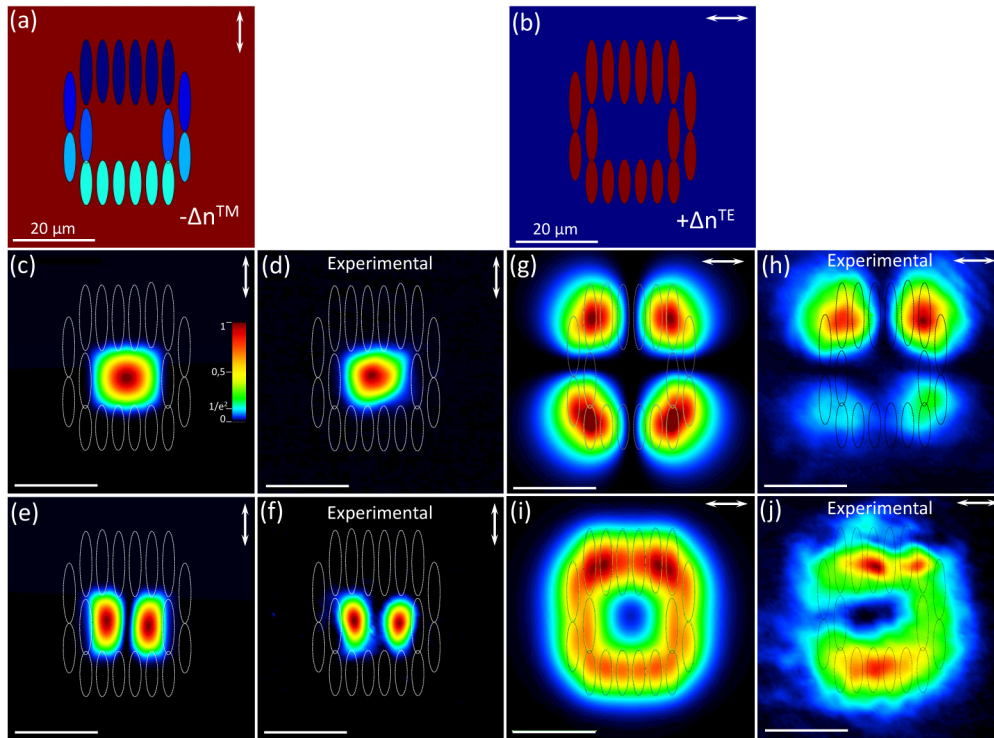 (a)
20 μm
-Δn^TM
(b)
20 μm
+Δn^TE
(c)
1
0,5
1/e²
0
(d)
Experimental
(g)
(h)
Experimental
(e)
(f)
Experimental
(i)
(j)
Experimental